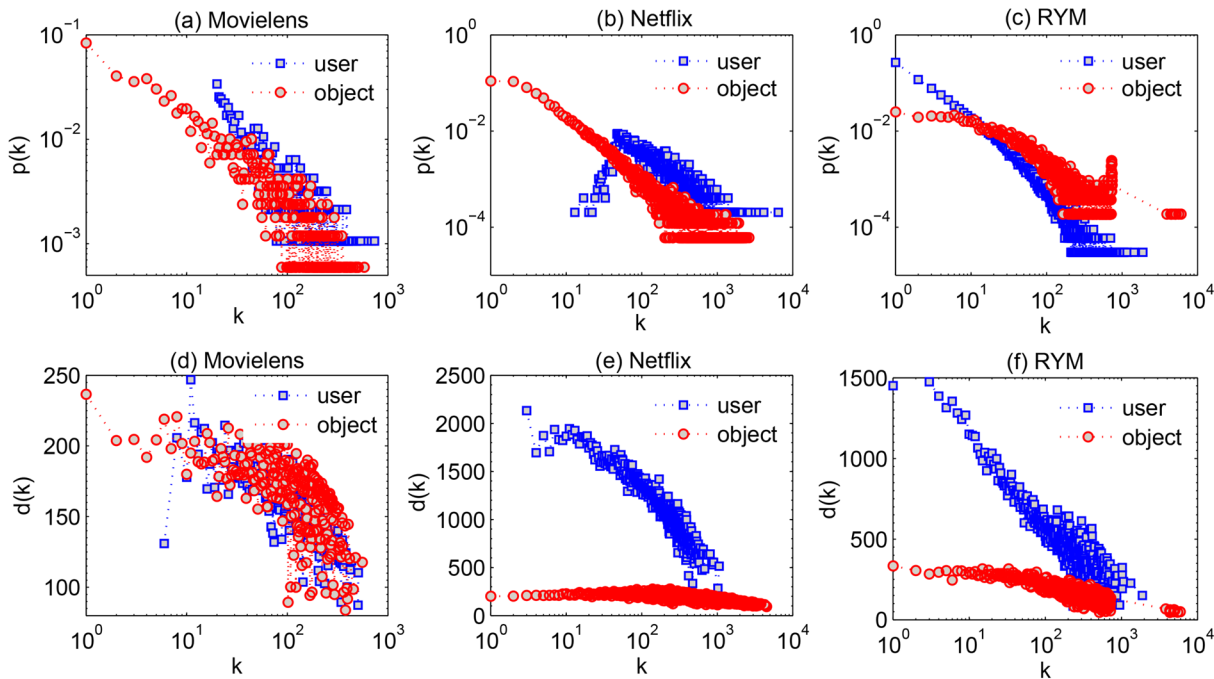 (a) Movielens
10^-1
10^-2
10^-3
p(k)
user
object
10^0
10^1
10^2
10^3
k
(b) Netflix
10^0
10^-2
10^-4
p(k)
user
object
10^0
10^1
10^2
10^3
10^4
k
(c) RYM
10^0
10^-2
10^-4
p(k)
user
object
10^0
10^1
10^2
10^3
10^4
k
(d) Movielens
250
200
150
100
d(k)
user
object
10^0
10^1
10^2
10^3
k
(e) Netflix
2500
2000
1500
1000
500
0
d(k)
user
object
10^0
10^1
10^2
10^3
10^4
k
(f) RYM
1500
1000
500
0
d(k)
user
object
10^0
10^1
10^2
10^3
10^4
k